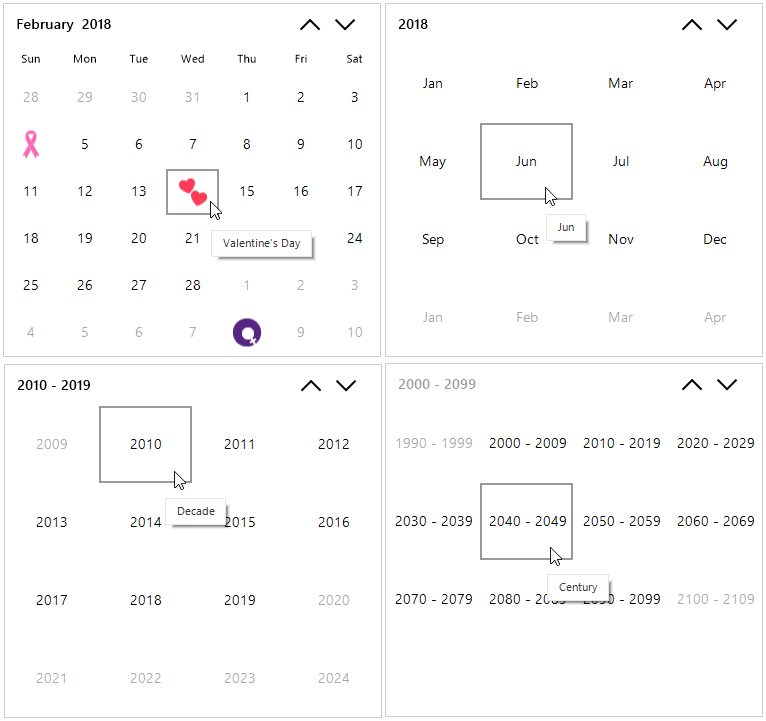 February 2018
Sun Mon Tue Wed Thu Fri Sat
28 29 30 31 1 2 3
5 6 7 8 9 10
11 12 13 15 16 17
18 19 20 21 24
Valentine's Day
25 26 27 28 1 2 3
4 5 6 7 9 10
2018
Jan Feb Mar Apr
May Jun Jul Aug
Jun
Sep Oct Nov Dec
Jan Feb Mar Apr
2010 - 2019
2009 2010 2011 2012
Decade
2013 2014 2015 2016
2017 2018 2019 2020
2021 2022 2023 2024
2000 - 2099
1990 - 1999 2000 - 2009 2010 - 2019 2020 - 2029
2030 - 2039 2040 - 2049 2050 - 2059 2060 - 2069
Century
2070 - 2079 2080 - 2089 2090 - 2099 2100 - 2109